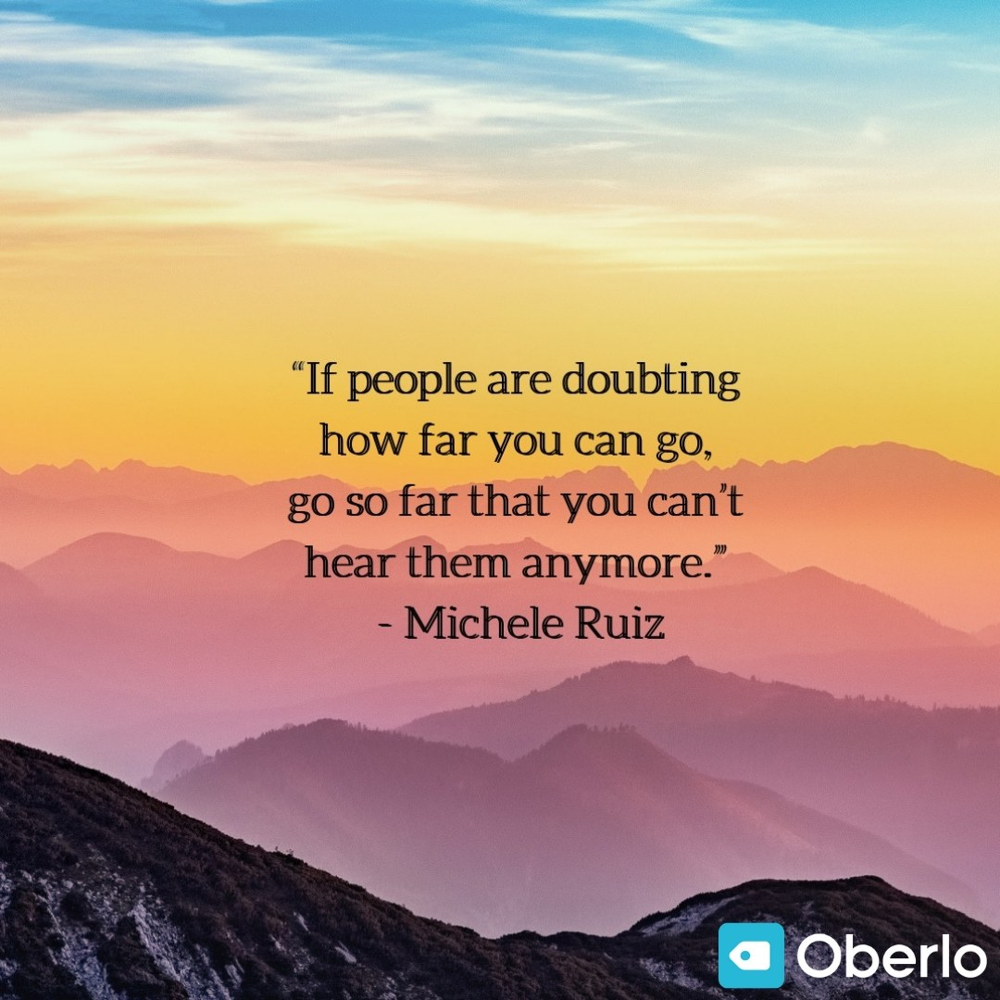 ““If people are doubting
how far you can go,
go so far that you can”t
hear them anymore.””
- Michele Ruiz
Oberlo